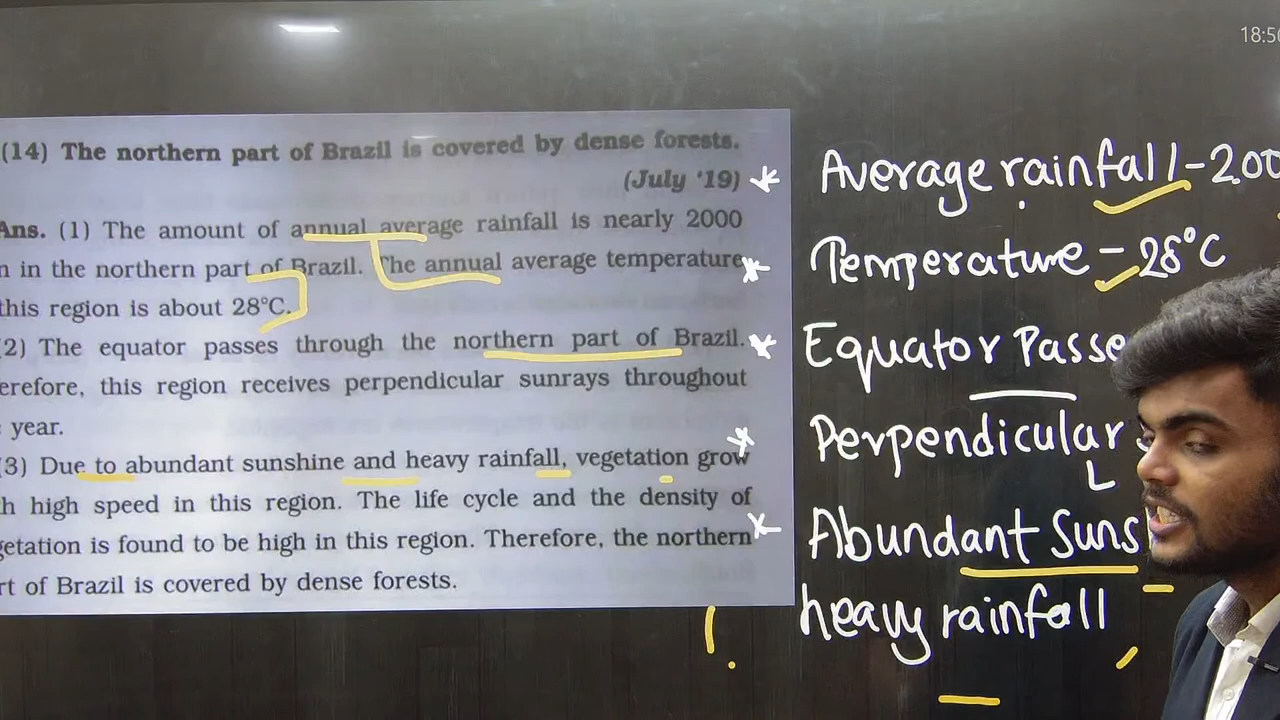 18:56
(14) The northern part of Brazil is covered by dense forests.
(July '19)
Ans. (1) The amount of annual average rainfall is nearly 2000
in the northern part of Brazil. The annual average temperature
this region is about 28°C.
(2) The equator passes through the northern part of Brazil.
this region receives perpendicular sunrays throughout
year.
(3) Due to abundant sunshine and heavy rainfall, vegetation grow
high speed in this region. The life cycle and the density of
is found to be high in this region. Therefore, the northern
of Brazil is covered by dense forests.
Average rainfall - 200
Temperature - 28°C
Equator Passe
Perpendicular
Abundant Suns
heavy rainfall